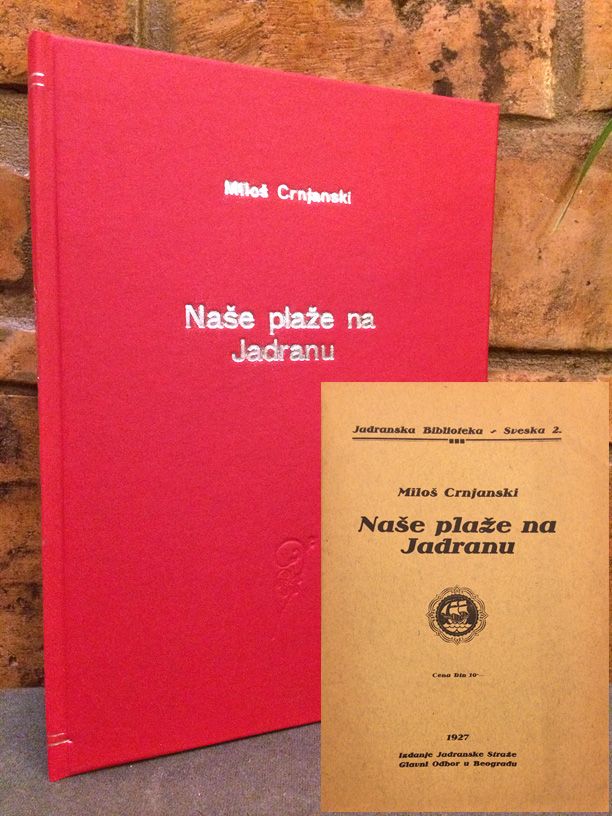 Miloš Crnjanski
Naše plaže na
Jadranu
Jadranska Biblioteka - Sveska 2.
Miloš Crnjanski
Naše plaže na
Jadranu
Cena Din 10·—
1927
Izdanje Jadranske Straže
Glavni Odbor u Beogradu